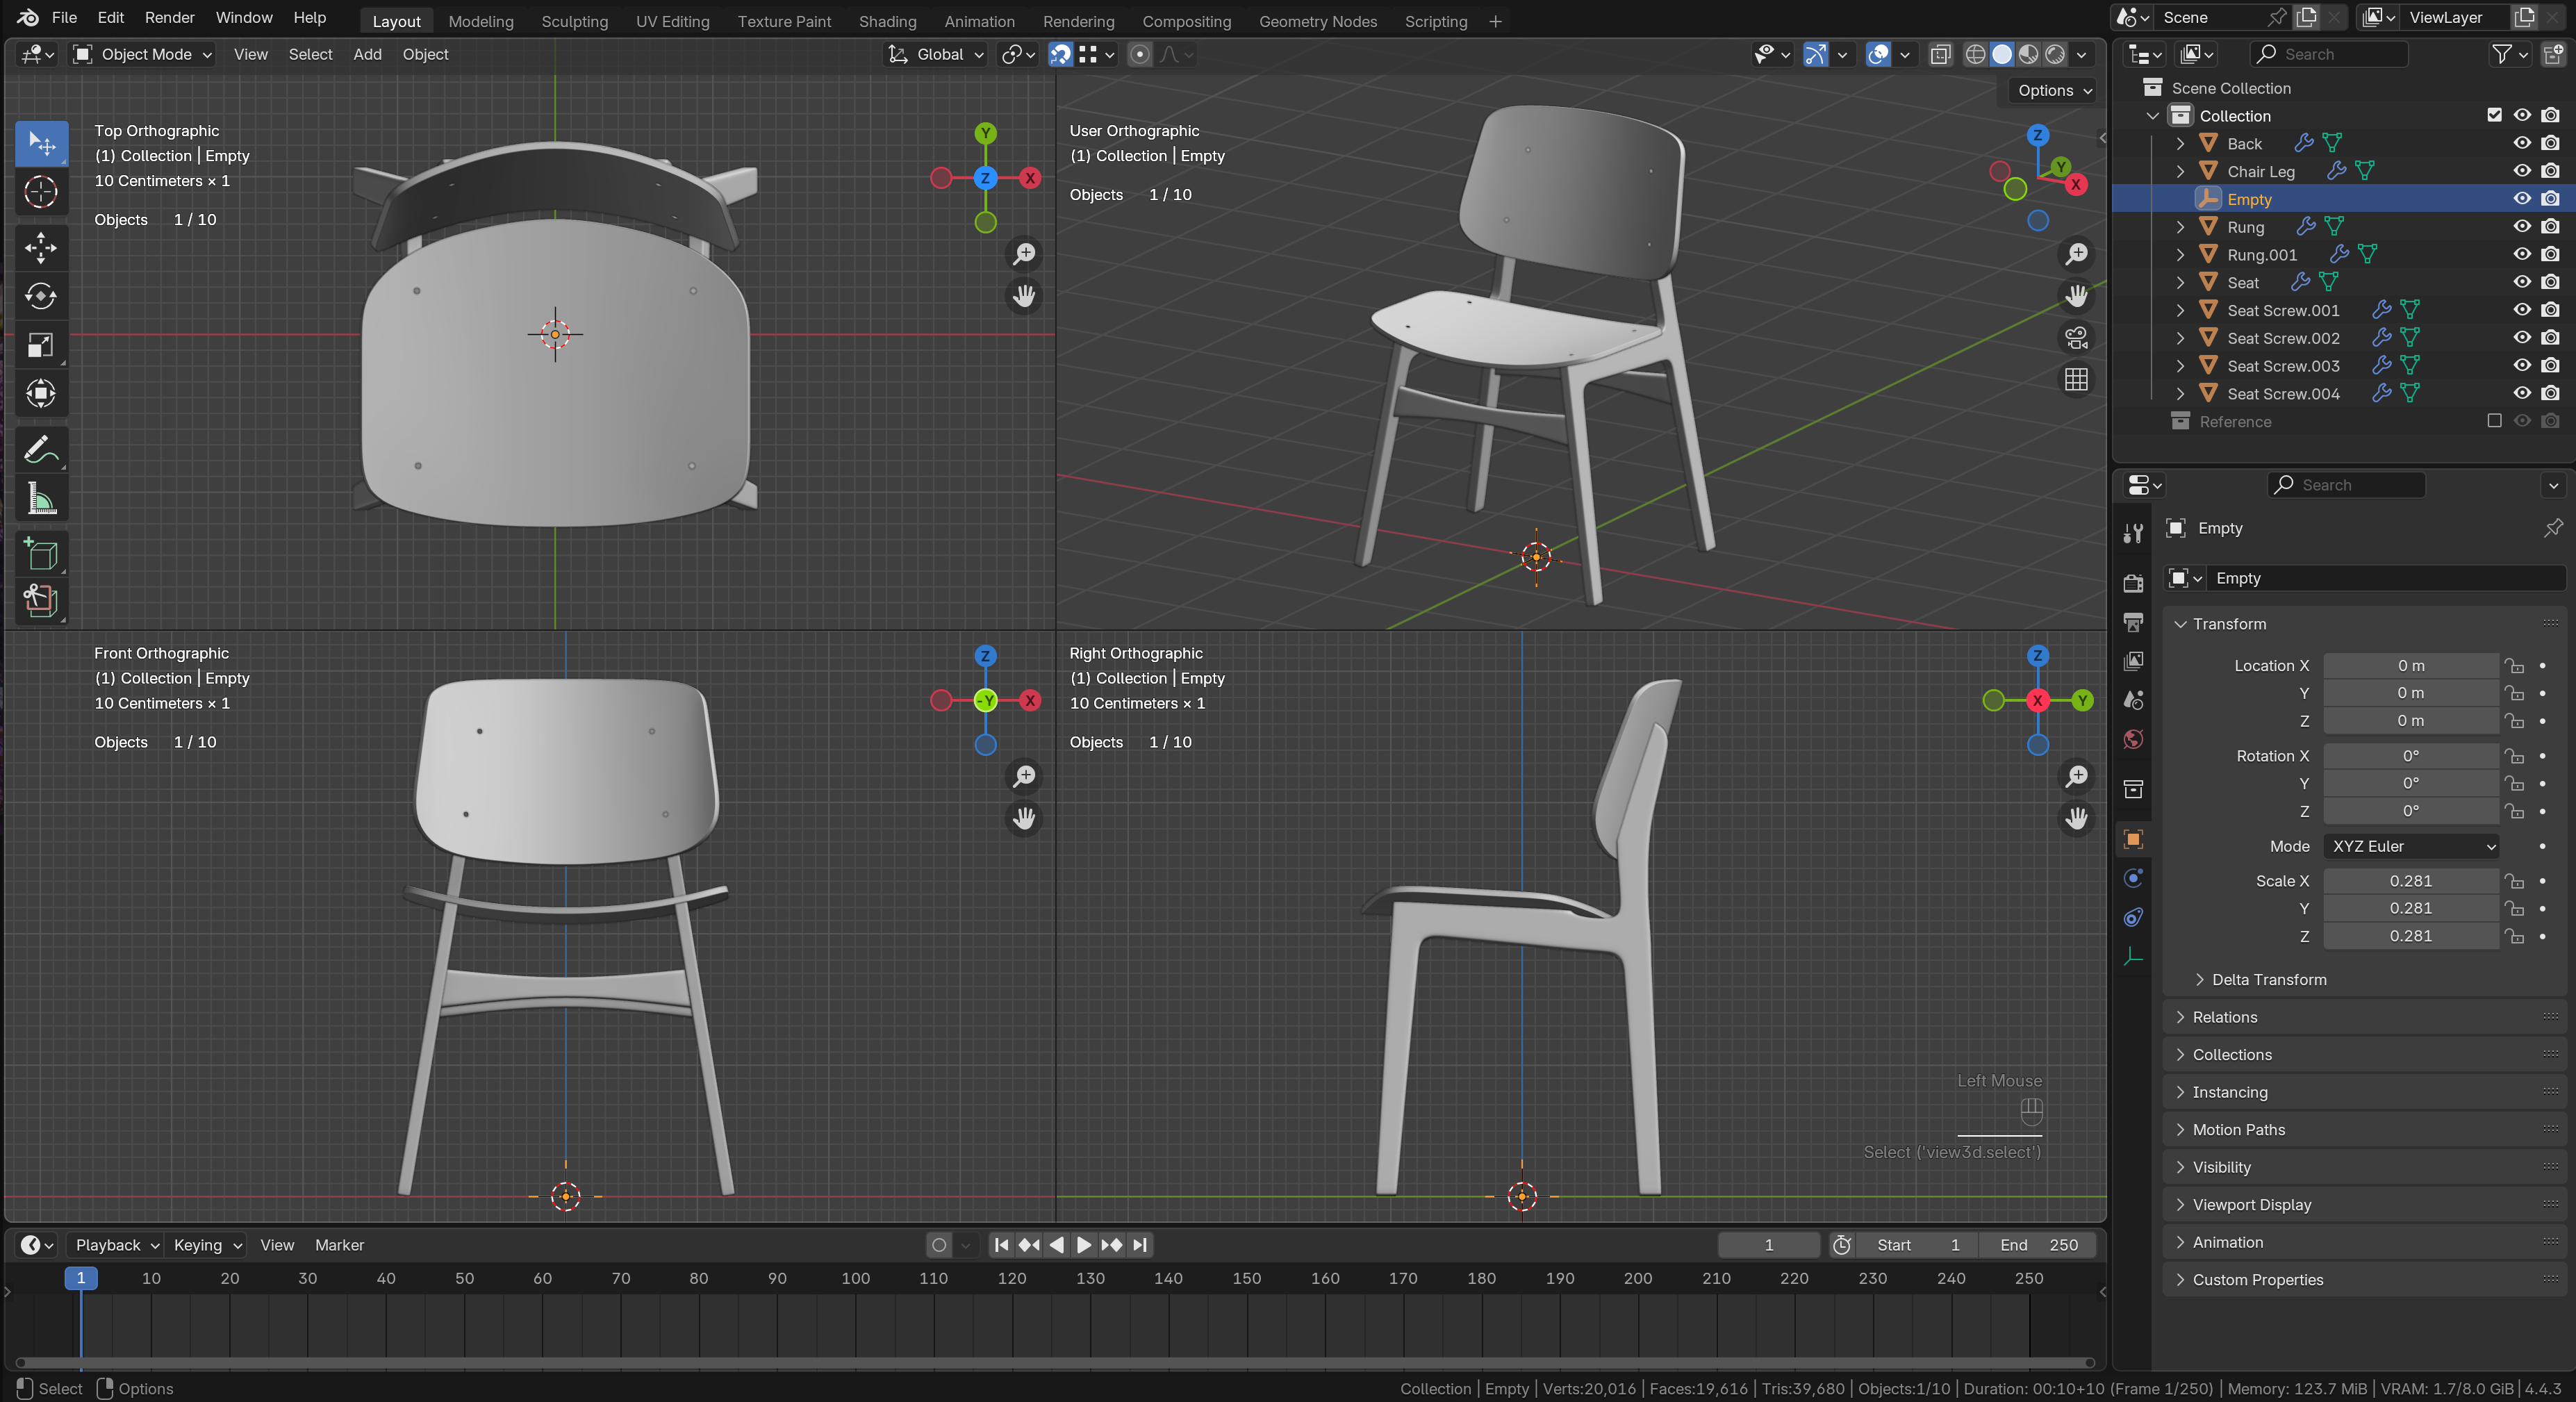 File Edit Render Window Help Layout Modeling Sculpting UV Editing Texture Paint Shading Animation Rendering Compositing Geometry Nodes Scripting + Scene ViewLayer
Object Mode View Select Add Object Global Search
Options
Top Orthographic
(1) Collection | Empty
10 Centimeters × 1
Objects 1 / 10
Y
Z
X
User Orthographic
(1) Collection | Empty
Objects 1 / 10
Z
Y
X
Front Orthographic
(1) Collection | Empty
10 Centimeters × 1
Objects 1 / 10
Z
-Y
X
Right Orthographic
(1) Collection | Empty
10 Centimeters × 1
Objects 1 / 10
Z
X
Y
Left Mouse
Select ('view3d.select')
Scene Collection
Collection
Back
Chair Leg
Empty
Rung
Rung.001
Seat
Seat Screw.001
Seat Screw.002
Seat Screw.003
Seat Screw.004
Reference
Search
Empty
Empty
Transform
Location X 0 m
Y 0 m
Z 0 m
Rotation X 0°
Y 0°
Z 0°
Mode XYZ Euler
Scale X 0.281
Y 0.281
Z 0.281
Delta Transform
Relations
Collections
Instancing
Motion Paths
Visibility
Viewport Display
Animation
Custom Properties
Playback Keying View Marker 1 Start 1 End 250
1 10 20 30 40 50 60 70 80 90 100 110 120 130 140 150 160 170 180 190 200 210 220 230 240 250
Select Options Collection | Empty | Verts:20,016 | Faces:19,616 | Tris:39,680 | Objects:1/10 | Duration: 00:10+10 (Frame 1/250) | Memory: 123.7 MiB | VRAM: 1.7/8.0 GiB | 4.4.3